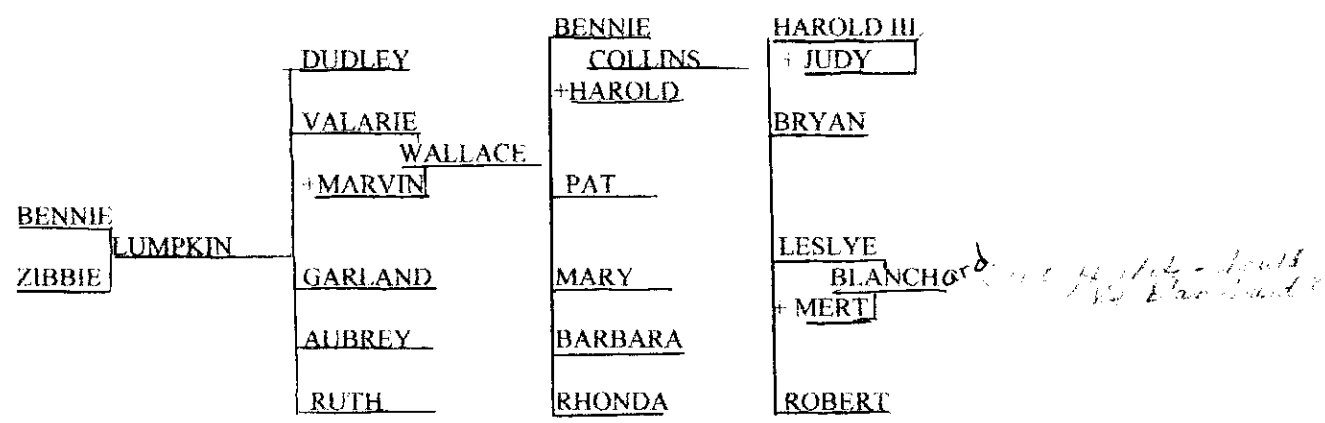 BENNIE
ZIBBIE
LUMPKIN
DUDLEY
VALARIE
+MARVIN
WALLACE
GARLAND
AUBREY
RUTH
BENNIE
COLLINS
+HAROLD
PAT
MARY
BARBARA
RHONDA
HAROLD III
+ JUDY
BRYAN
LESLYE
BLANCHard
+ MERT
ROBERT